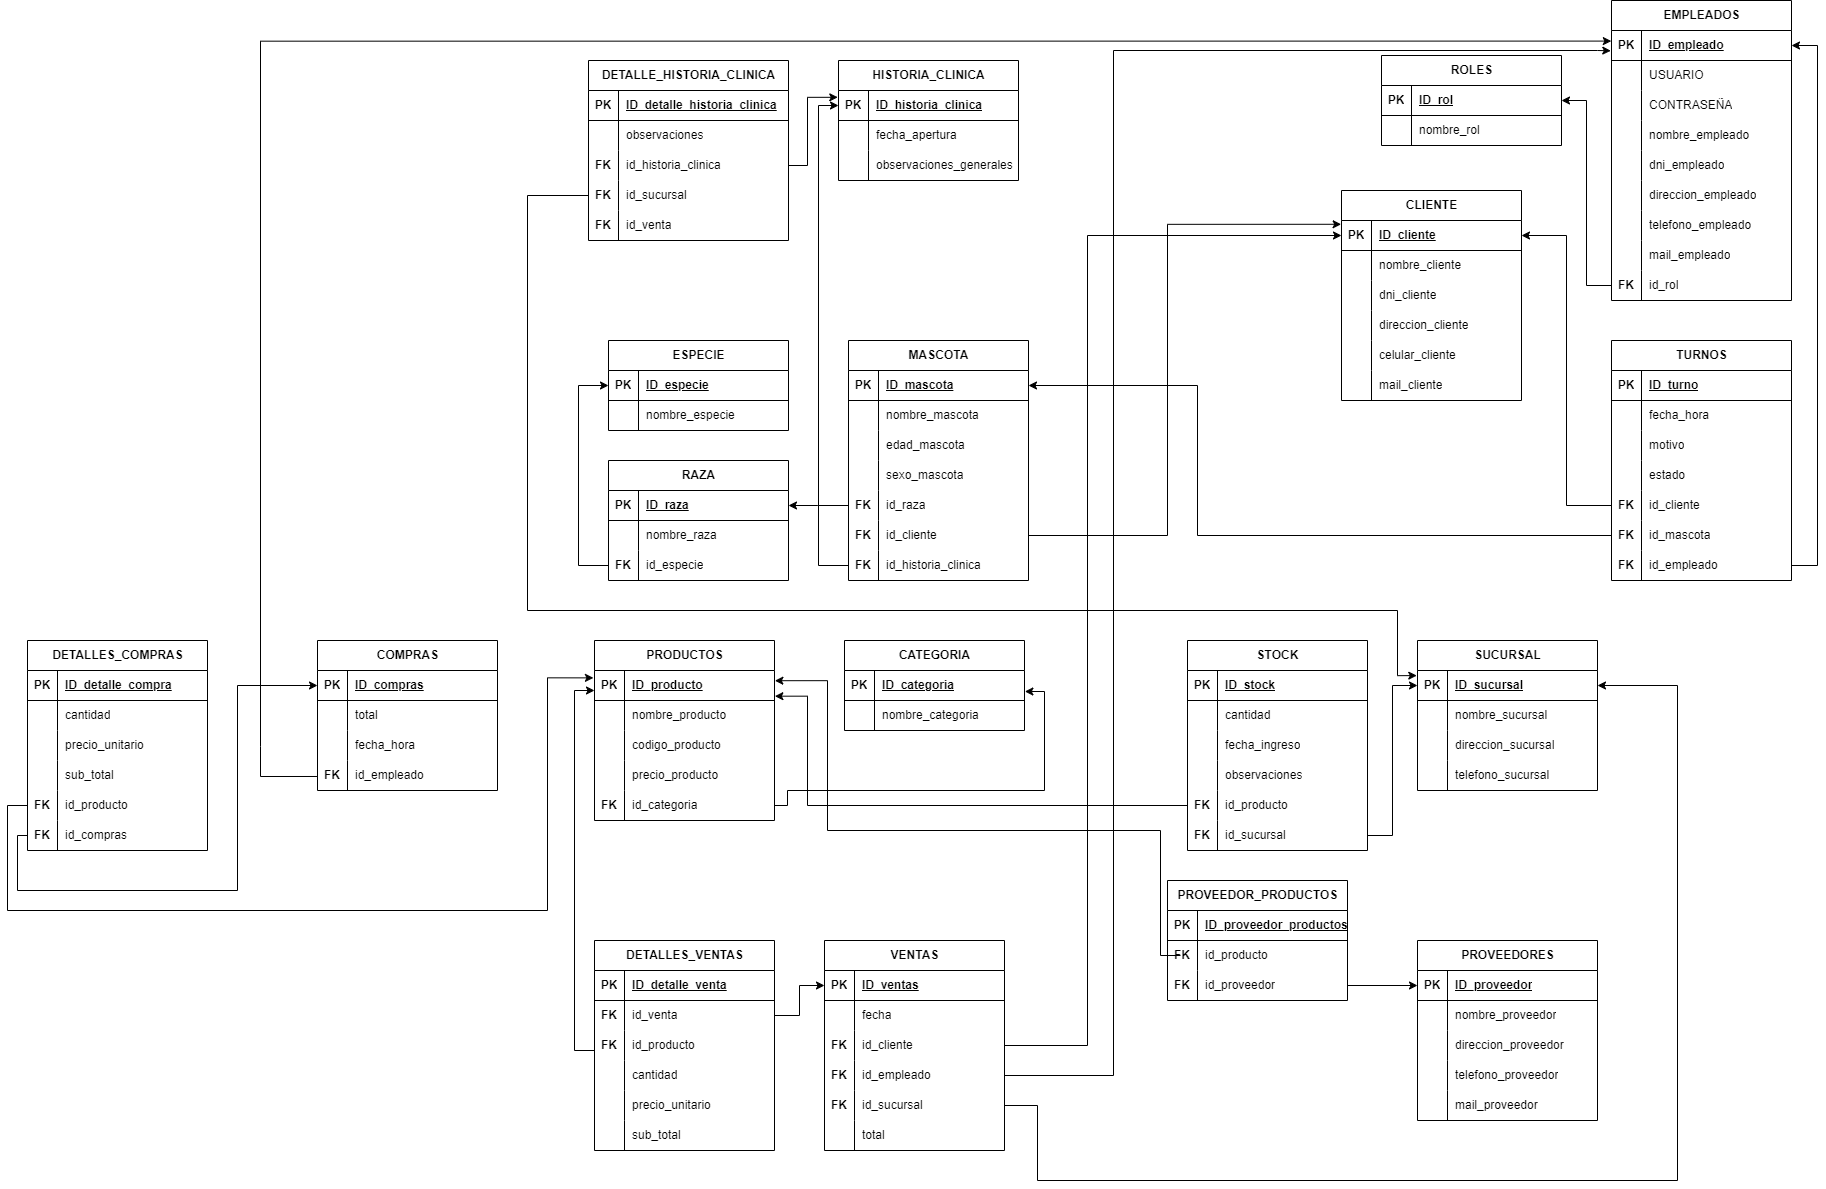 EMPLEADOS
PK ID_empleado
USUARIO
CONTRASEÑA
nombre_empleado
dni_empleado
direccion_empleado
telefono_empleado
mail_empleado
FK id_rol
DETALLE_HISTORIA_CLINICA
PK ID_detalle_historia_clinica
observaciones
FK id_historia_clinica
FK id_sucursal
FK id_venta
HISTORIA_CLINICA
PK ID_historia_clinica
fecha_apertura
observaciones_generales
ROLES
PK ID_rol
nombre_rol
CLIENTE
PK ID_cliente
nombre_cliente
dni_cliente
direccion_cliente
celular_cliente
mail_cliente
ESPECIE
PK ID_especie
nombre_especie
RAZA
PK ID_raza
nombre_raza
FK id_especie
MASCOTA
PK ID_mascota
nombre_mascota
edad_mascota
sexo_mascota
FK id_raza
FK id_cliente
FK id_historia_clinica
TURNOS
PK ID_turno
fecha_hora
motivo
estado
FK id_cliente
FK id_mascota
FK id_empleado
DETALLES_COMPRAS
PK ID_detalle_compra
cantidad
precio_unitario
sub_total
FK id_producto
FK id_compras
COMPRAS
PK ID_compras
total
fecha_hora
FK id_empleado
PRODUCTOS
PK ID_producto
nombre_producto
codigo_producto
precio_producto
FK id_categoria
CATEGORIA
PK ID_categoria
nombre_categoria
STOCK
PK ID_stock
cantidad
fecha_ingreso
observaciones
FK id_producto
FK id_sucursal
SUCURSAL
PK ID_sucursal
nombre_sucursal
direccion_sucursal
telefono_sucursal
PROVEEDOR_PRODUCTOS
PK ID_proveedor_productos
FK id_producto
FK id_proveedor
DETALLES_VENTAS
PK ID_detalle_venta
FK id_venta
FK id_producto
cantidad
precio_unitario
sub_total
VENTAS
PK ID_ventas
fecha
FK id_cliente
FK id_empleado
FK id_sucursal
total
PROVEEDORES
PK ID_proveedor
nombre_proveedor
direccion_proveedor
telefono_proveedor
mail_proveedor